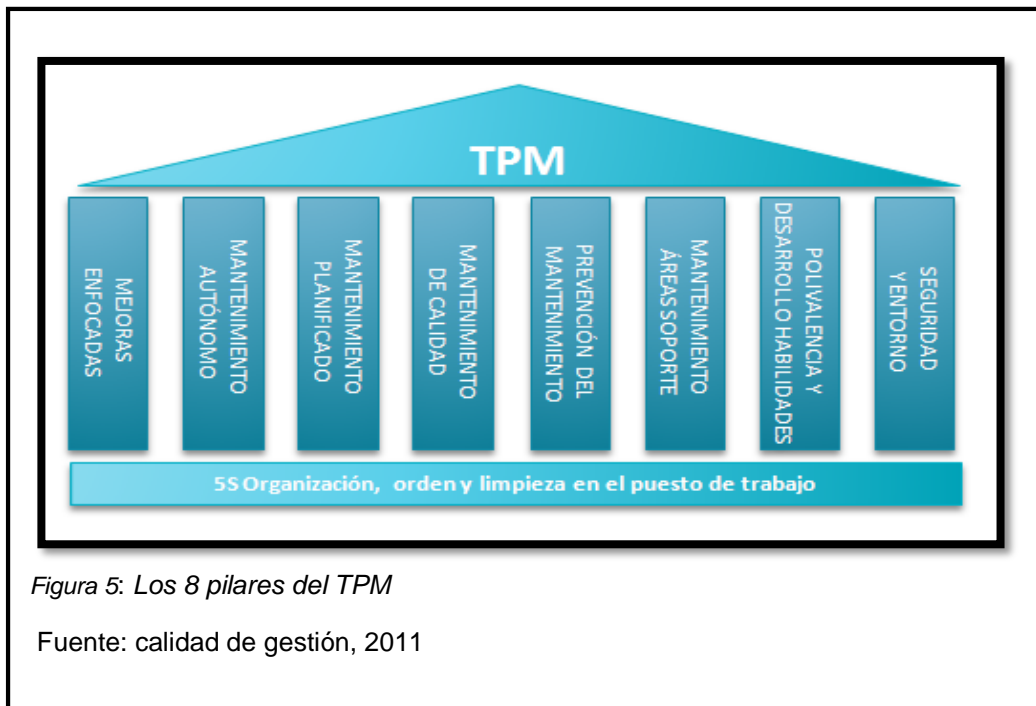 TPM
MEJORAS
ENFOCADAS
MANTENIMIENTO
AUTÓNOMO
MANTENIMIENTO
PLANIFICADO
MANTENIMIENTO
DE CALIDAD
PREVENCIÓN DEL
MANTENIMIENTO
MANTENIMIENTO
ÁREAS SOPORTE
POLIVALENCIA Y
DESARROLLO HABILIDADES
SEGURIDAD
Y ENTORNO
5S Organización, orden y limpieza en el puesto de trabajo
Figura 5: Los 8 pilares del TPM
Fuente: calidad de gestión, 2011